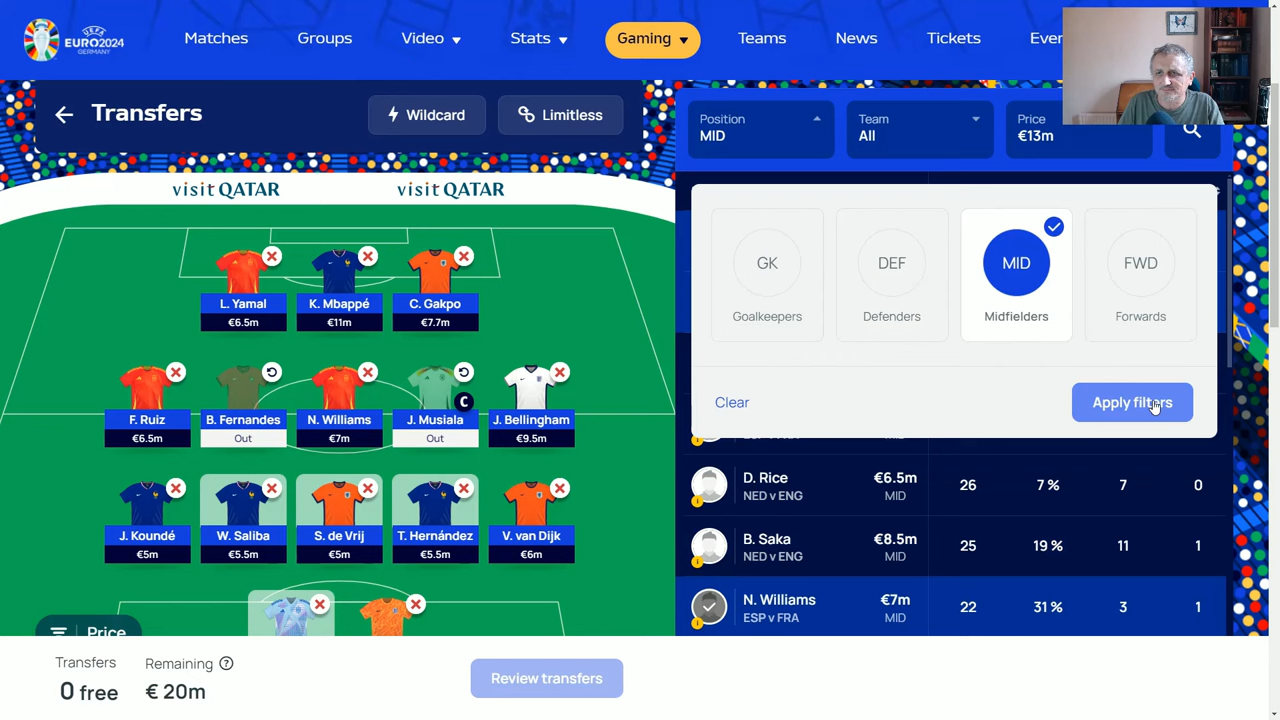 UEFA
EURO2024
GERMANY
Matches
Groups
Video
Stats
Gaming
Teams
News
Tickets
Transfers
Wildcard
Limitless
Position
MID
Team
All
Price
€13m
visit QATAR
visit QATAR
GK
Goalkeepers
DEF
Defenders
MID
Midfielders
FWD
Forwards
Clear
Apply filters
L. Yamal
€6.5m
K. Mbappé
€11m
C. Gakpo
€7.7m
F. Ruiz
€6.5m
B. Fernandes
Out
N. Williams
€7m
J. Musiala
Out
C
J. Bellingham
€9.5m
J. Koundé
€5m
W. Saliba
€5.5m
S. de Vrij
€5m
T. Hernández
€5.5m
V. van Dijk
€6m
D. Rice
NED v ENG
€6.5m
MID
26
7 %
7
0
B. Saka
NED v ENG
€8.5m
MID
25
19 %
11
1
N. Williams
ESP v FRA
€7m
MID
22
31 %
3
1
Price
Transfers
0 free
Remaining ?
€ 20m
Review transfers